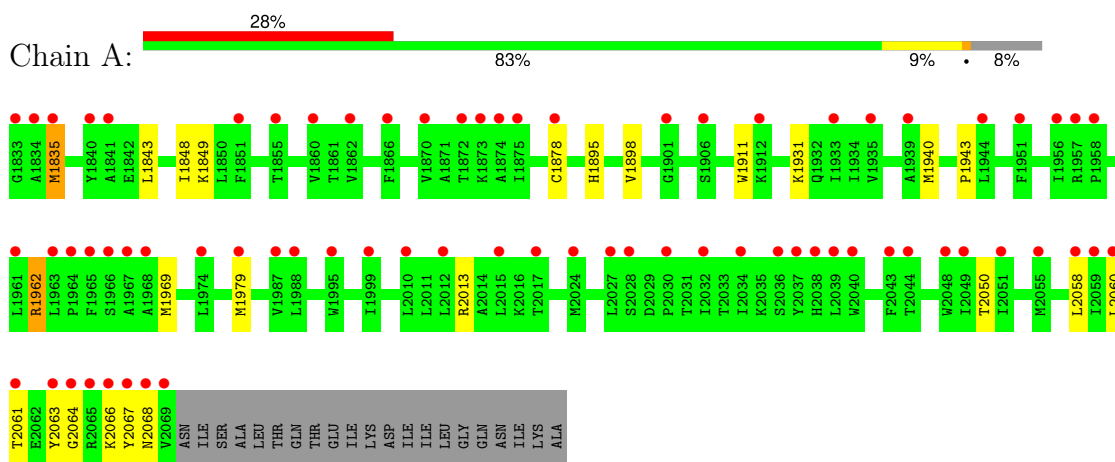 28%
Chain A:
83% 9% • 8%
G1833 A1834 M1835 Y1840 A1841 E1842 L1843 I1848 K1849 L1850 F1851 T1855 V1860 T1861 V1862 F1866 V1870 A1871 T1872 K1873 A1874 I1875 C1878 H1895 V1898 G1901 S1906 W1911 K1912 K1931 Q1932 I1933 I1934 V1935 A1939 M1940 P1943 L1944 F1951 I1956 R1957 P1958
L1961 R1962 L1963 P1964 F1965 S1966 A1967 A1968 M1969 L1974 M1979 V1987 L1988 W1995 I1999 L2010 L2011 L2012 R2013 A2014 L2015 K2016 T2017 M2024 L2027 S2028 D2029 P2030 T2031 I2032 T2033 I2034 K2035 S2036 Y2037 H2038 L2039 W2040 F2043 T2044 W2048 I2049 T2050 I2051 M2055 L2058 I2059
T2061 E2062 Y2063 G2064 R2065 K2066 Y2067 N2068 V2069 ASN ILE SER ALA LEU THR GLN THR GLU ILE LYS ASP ILE ILE LEU GLY GLN ASN ILE LYS ALA